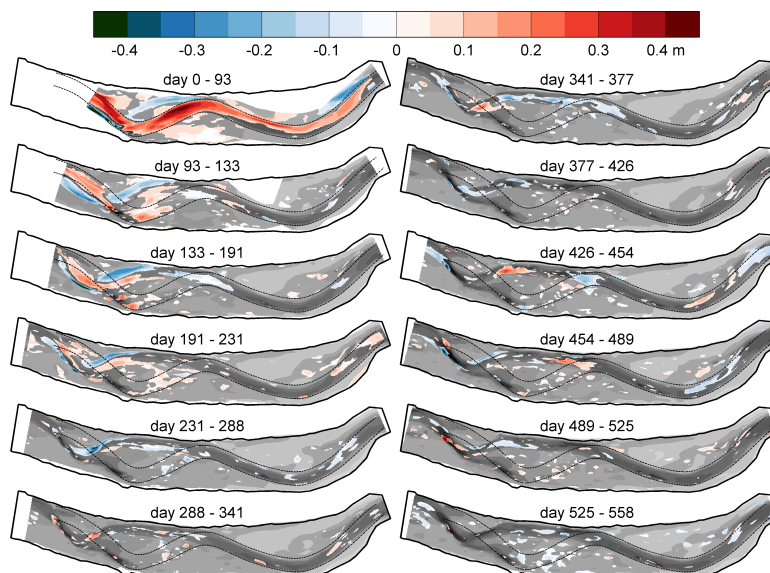 -0.4 -0.3 -0.2 -0.1 0 0.1 0.2 0.3 0.4 m
day 0 - 93
day 93 - 133
day 133 - 191
day 191 - 231
day 231 - 288
day 288 - 341
day 341 - 377
day 377 - 426
day 426 - 454
day 454 - 489
day 489 - 525
day 525 - 558